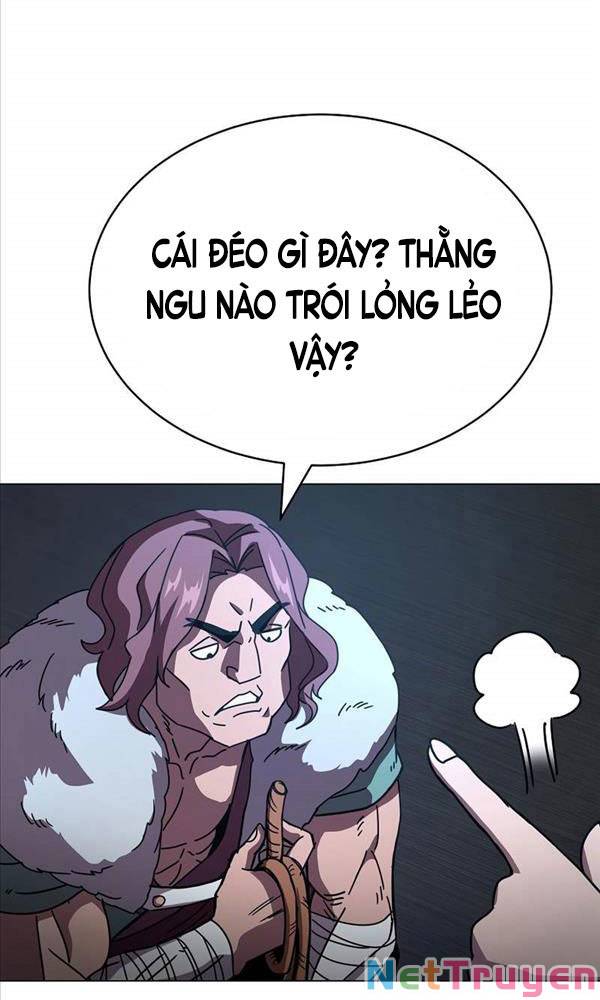 CÁI ĐÉO GÌ ĐÂY? THẰNG
NGU NÀO TRÓI LỎNG LẺO
VẬY?
NetTruyen